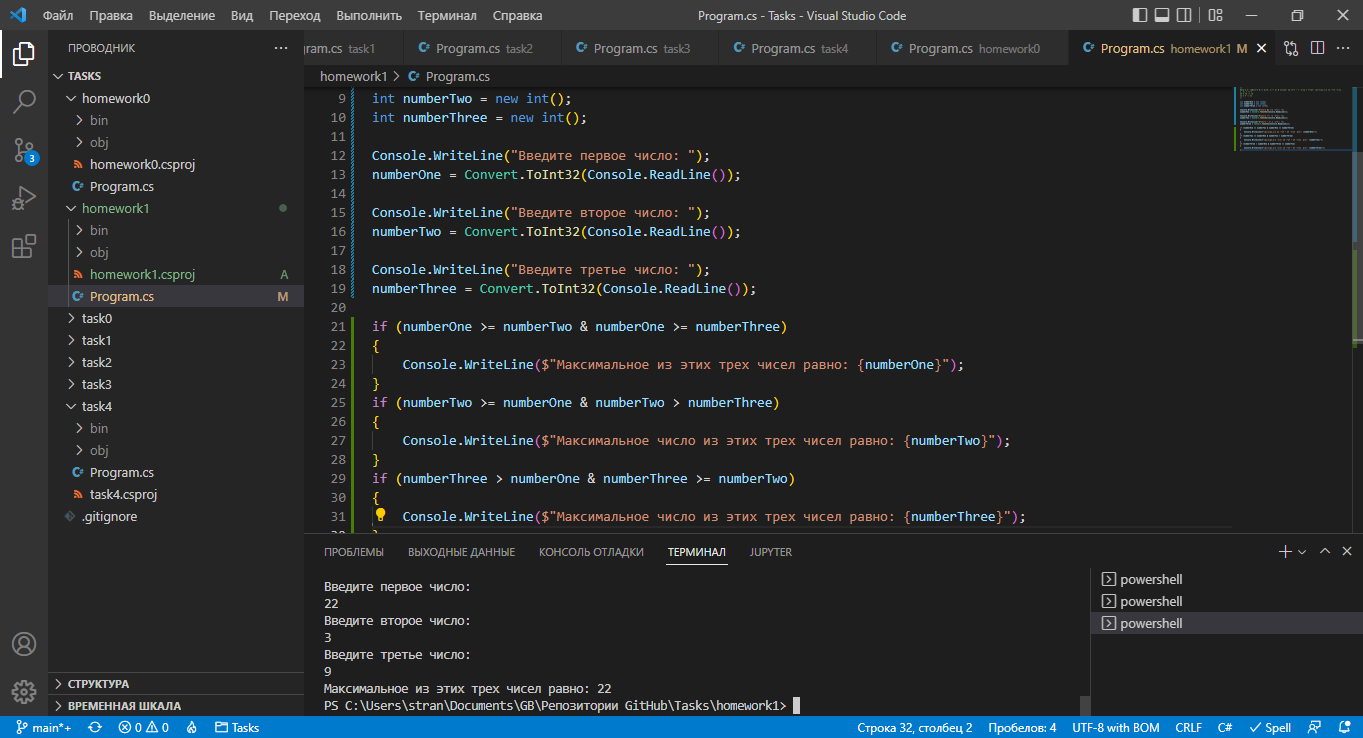 Файл Правка Выделение Вид Переход Выполнить Терминал Справка Program.cs - Tasks - Visual Studio Code
ПРОВОДНИК
TASKS
homework0
bin
obj
homework0.csproj
Program.cs
homework1
bin
obj
homework1.csproj A
Program.cs M
task0
task1
task2
task3
task4
bin
obj
Program.cs
task4.csproj
.gitignore
СТРУКТУРА
ВРЕМЕННАЯ ШКАЛА
3
task1 Program.cs task2 Program.cs task3 Program.cs task4 Program.cs homework0 Program.cs homework1 M
homework1 > Program.cs
9 int numberTwo = new int();
10 int numberThree = new int();
11
12 Console.WriteLine("Введите первое число: ");
13 numberOne = Convert.ToInt32(Console.ReadLine());
14
15 Console.WriteLine("Введите второе число: ");
16 numberTwo = Convert.ToInt32(Console.ReadLine());
17
18 Console.WriteLine("Введите третье число: ");
19 numberThree = Convert.ToInt32(Console.ReadLine());
20
21 if (numberOne >= numberTwo & numberOne >= numberThree)
22 {
23 Console.WriteLine($"Максимальное из этих трех чисел равно: {numberOne}");
24 }
25 if (numberTwo >= numberOne & numberTwo > numberThree)
26 {
27 Console.WriteLine($"Максимальное число из этих трех чисел равно: {numberTwo}");
28 }
29 if (numberThree > numberOne & numberThree >= numberTwo)
30 {
31 Console.WriteLine($"Максимальное число из этих трех чисел равно: {numberThree}");
ПРОБЛЕМЫ ВЫХОДНЫЕ ДАННЫЕ КОНСОЛЬ ОТЛАДКИ ТЕРМИНАЛ JUPYTER
Введите первое число:
22
Введите второе число:
3
Введите третье число:
9
Максимальное из этих трех чисел равно: 22
PS C:\Users\stran\Documents\GB\Репозитории GitHub\Tasks\homework1>
powershell
powershell
powershell
main*+ 0 0 Tasks Строка 32, столбец 2 Пробелов: 4 UTF-8 with BOM CRLF C# Spell